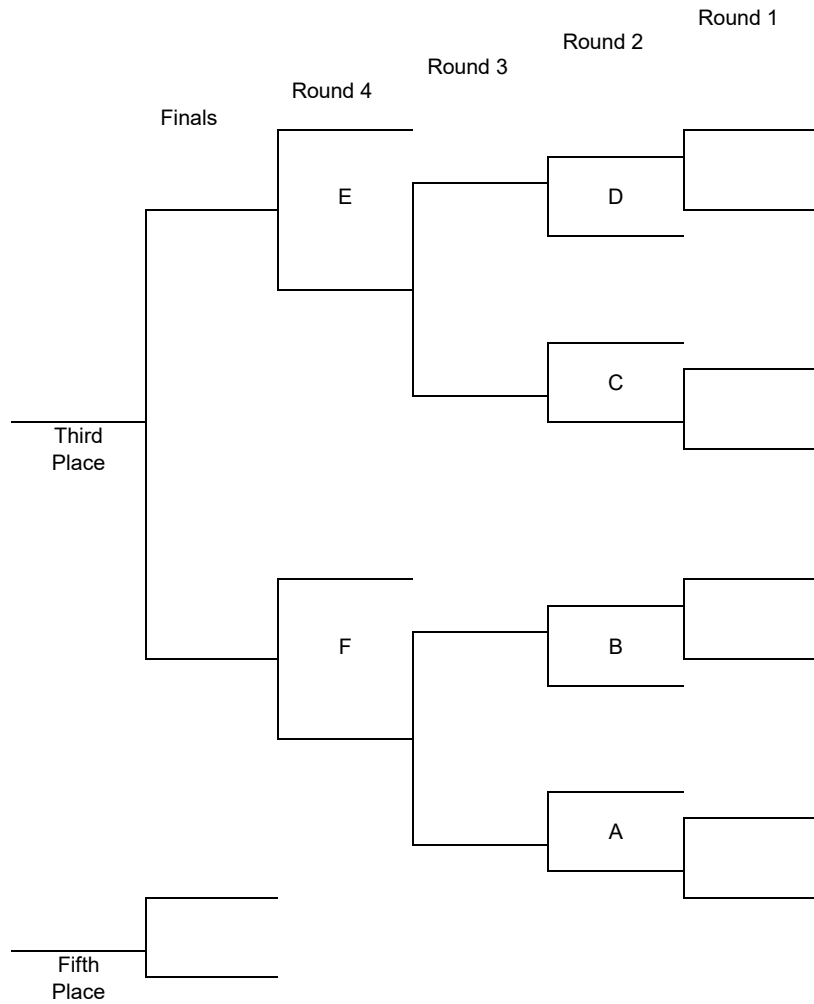 Round 1
Round 2
Round 3
Round 4
Finals
E
D
C
Third
Place
F
B
A
Fifth
Place